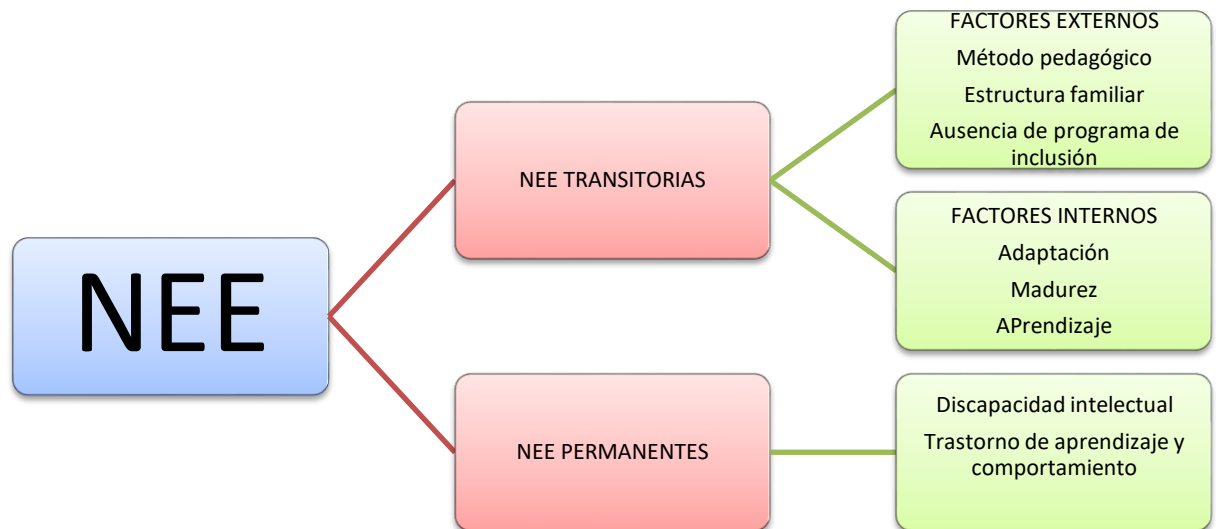 NEE
NEE TRANSITORIAS
FACTORES EXTERNOS
Método pedagógico
Estructura familiar
Ausencia de programa de
inclusión
FACTORES INTERNOS
Adaptación
Madurez
APrendizaje
NEE PERMANENTES
Discapacidad intelectual
Trastorno de aprendizaje y
comportamiento